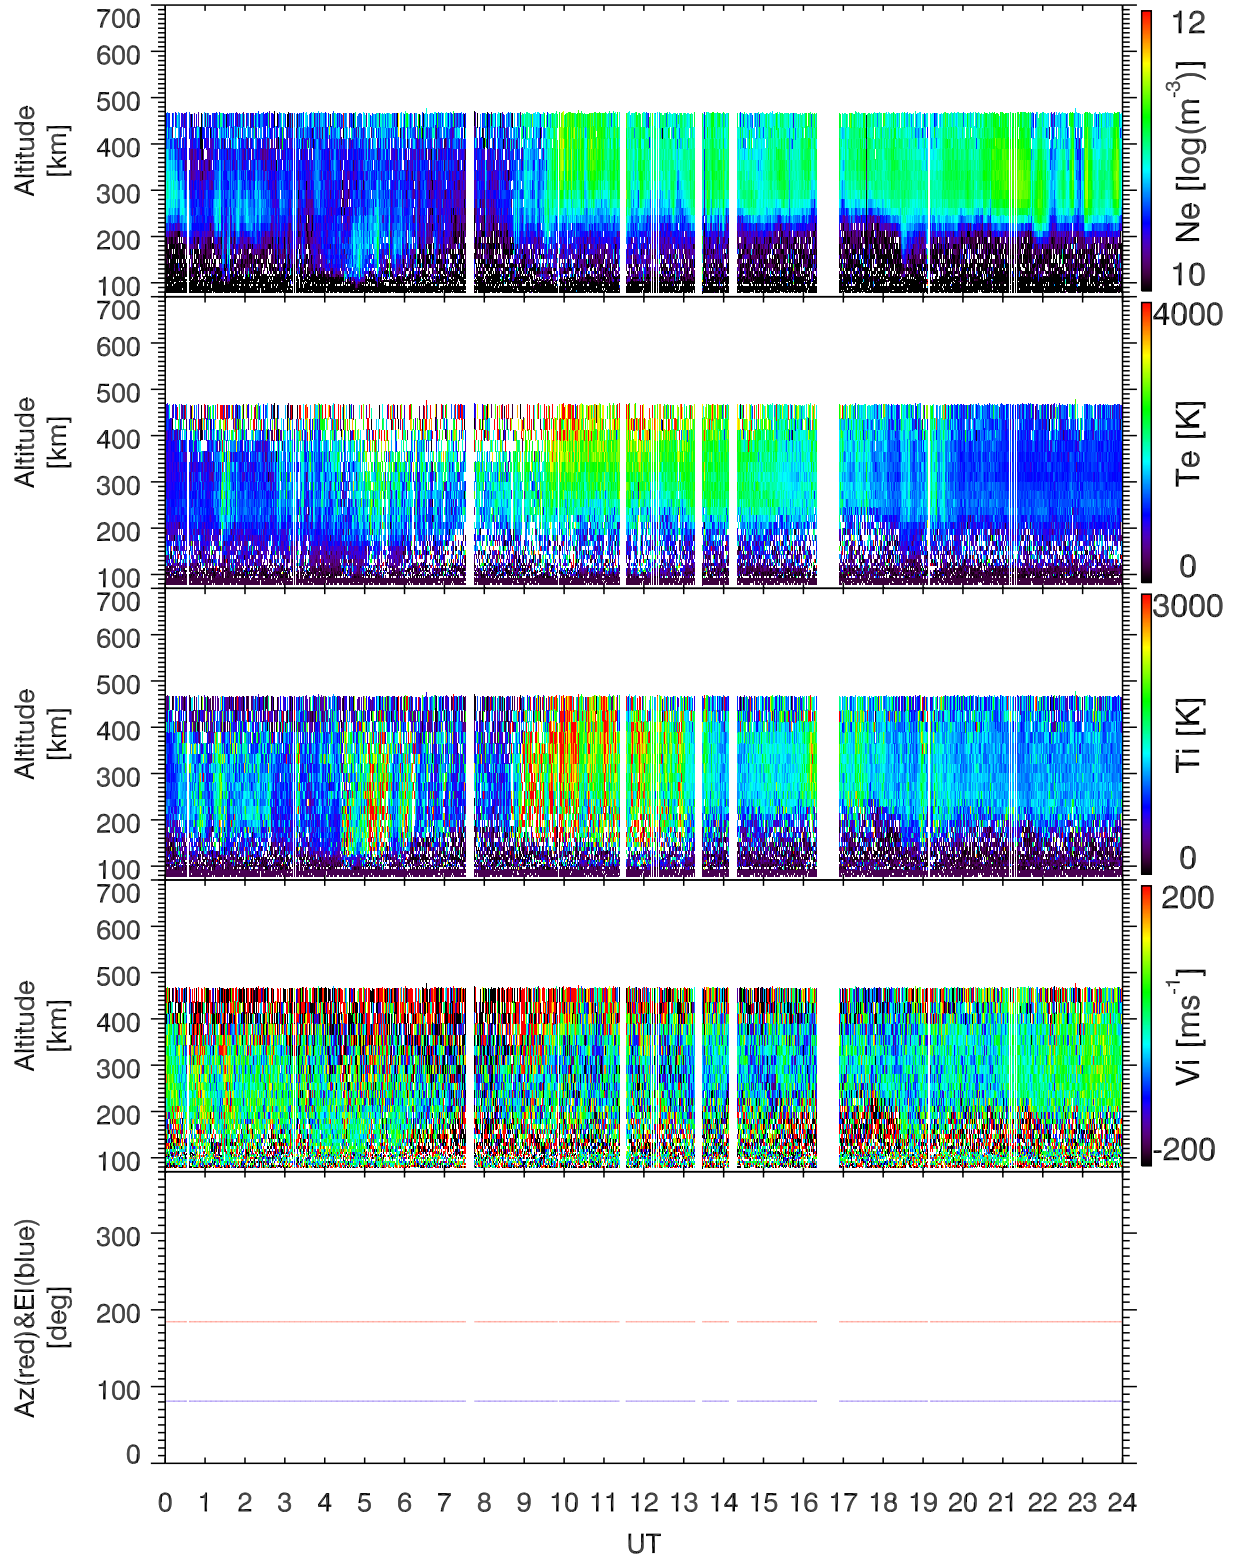 700
600
500
400
300
200
100
Altitude
[km]
12
Ne [log(m⁻³)]
10
700
600
500
400
300
200
100
Altitude
[km]
4000
Te [K]
0
700
600
500
400
300
200
100
Altitude
[km]
3000
Ti [K]
0
700
600
500
400
300
200
100
Altitude
[km]
200
Vi [ms⁻¹]
-200
300
200
100
0
Az(red)&El(blue)
[deg]
0 1 2 3 4 5 6 7 8 9 10 11 12 13 14 15 16 17 18 19 20 21 22 23 24
UT